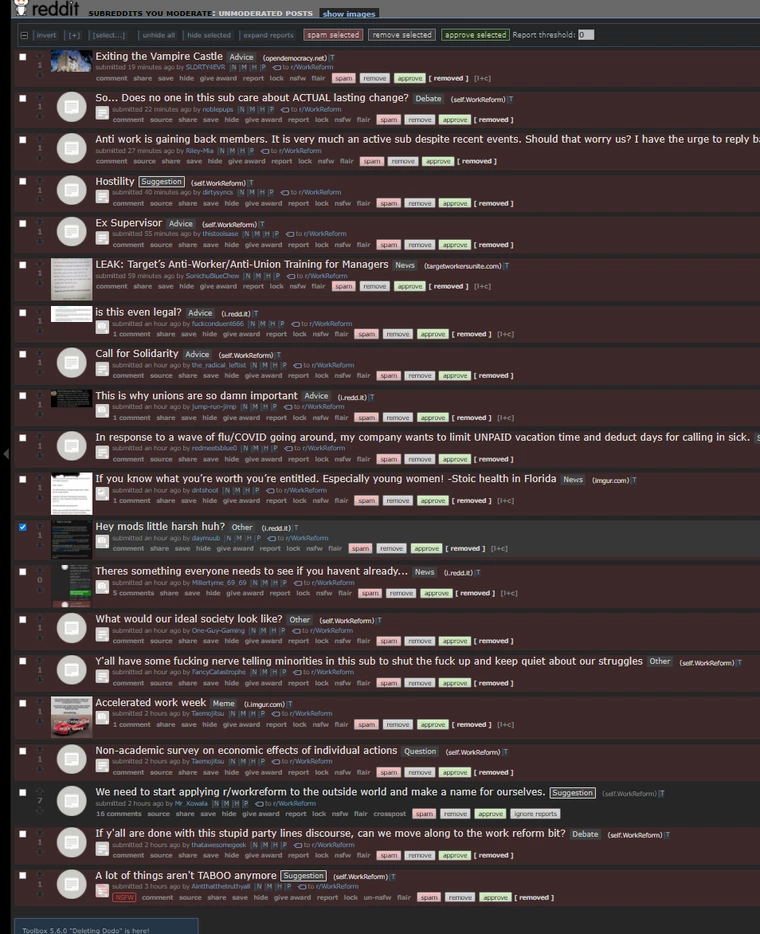 reddit SUBREDDITS YOU MODERATE: UNMODERATED POSTS show images
invert [+] [select...] unhide all hide selected expand reports spam selected remove selected approve selected Report threshold: 0
1 Exiting the Vampire Castle Advice (opendemocracy.net) T
submitted 19 minutes ago by SLDRTY4EVR N M H P to r/WorkReform
comment share save hide give award report lock nsfw flair spam remove approve [ removed ] [l+c]
1 So... Does no one in this sub care about ACTUAL lasting change? Debate (self.WorkReform) T
submitted 22 minutes ago by noblepups N M H P to r/WorkReform
comment source share save hide give award report lock nsfw flair spam remove approve [ removed ]
1 Anti work is gaining back members. It is very much an active sub despite recent events. Should that worry us? I have the urge to reply b
submitted 27 minutes ago by Riley-Mia N M H P to r/WorkReform
comment source share save hide give award report lock nsfw flair spam remove approve [ removed ]
1 Hostility Suggestion (self.WorkReform) T
submitted 40 minutes ago by dirtysyncs N M H P to r/WorkReform
comment source share save hide give award report lock nsfw flair spam remove approve [ removed ]
1 Ex Supervisor Advice (self.WorkReform) T
submitted 55 minutes ago by thistooisase N M H P to r/WorkReform
comment source share save hide give award report lock nsfw flair spam remove approve [ removed ]
1 LEAK: Target's Anti-Worker/Anti-Union Training for Managers News (targetworkersunite.com) T
submitted 59 minutes ago by SonichuBlueChew N M H P to r/WorkReform
comment share save hide give award report lock nsfw flair spam remove approve [ removed ] [l+c]
1 is this even legal? Advice (i.redd.it) T
submitted an hour ago by fuckconduent666 N M H P to r/WorkReform
1 comment share save hide give award report lock nsfw flair spam remove approve [ removed ] [l+c]
1 Call for Solidarity Advice (self.WorkReform) T
submitted an hour ago by the_radical_leftist N M H P to r/WorkReform
comment source share save hide give award report lock nsfw flair spam remove approve [ removed ]
1 This is why unions are so damn important Advice (i.redd.it) T
submitted an hour ago by jump-run-jimp N M H P to r/WorkReform
1 comment share save hide give award report lock nsfw flair spam remove approve [ removed ] [l+c]
1 In response to a wave of flu/COVID going around, my company wants to limit UNPAID vacation time and deduct days for calling in sick.
submitted an hour ago by redmeetsblue0 N M H P to r/WorkReform
comment source share save hide give award report lock nsfw flair spam remove approve [ removed ]
1 If you know what you're worth you're entitled. Especially young women! -Stoic health in Florida News (imgur.com) T
submitted an hour ago by dntshoot N M H P to r/WorkReform
1 comment share save hide give award report lock nsfw flair spam remove approve [ removed ] [l+c]
1 Hey mods little harsh huh? Other (i.redd.it) T
submitted an hour ago by daymuub N M H P to r/WorkReform
comment share save hide give award report lock nsfw flair spam remove approve [ removed ] [l+c]
0 Theres something everyone needs to see if you havent already... News (i.redd.it) T
submitted an hour ago by Millertyme_69_69 N M H P to r/WorkReform
5 comments share save hide give award report lock nsfw flair spam remove approve [ removed ] [l+c]
1 What would our ideal society look like? Other (self.WorkReform) T
submitted an hour ago by One-Guy-Gaming N M H P to r/WorkReform
comment source share save hide give award report lock nsfw flair spam remove approve [ removed ]
1 Y'all have some fucking nerve telling minorities in this sub to shut the fuck up and keep quiet about our struggles Other (self.WorkReform) T
submitted an hour ago by FancyCatastrophe N M H P to r/WorkReform
comment source share save hide give award report lock nsfw flair spam remove approve [ removed ]
1 Accelerated work week Meme (i.imgur.com) T
submitted 2 hours ago by Taemojitsu N M H P to r/WorkReform
1 comment share save hide give award report lock nsfw flair spam remove approve [ removed ] [l+c]
1 Non-academic survey on economic effects of individual actions Question (self.WorkReform) T
submitted 2 hours ago by Taemojitsu N M H P to r/WorkReform
comment source share save hide give award report lock nsfw flair spam remove approve [ removed ]
7 We need to start applying r/workreform to the outside world and make a name for ourselves. Suggestion (self.WorkReform) T
submitted 2 hours ago by Mr_Kowala N M H P to r/WorkReform
16 comments source share save hide give award report lock nsfw flair crosspost spam remove approve ignore reports
1 If y'all are done with this stupid party lines discourse, can we move along to the work reform bit? Debate (self.WorkReform) T
submitted 2 hours ago by thatawesomegeek N M H P to r/WorkReform
comment source share save hide give award report lock nsfw flair spam remove approve [ removed ]
1 A lot of things aren't TABOO anymore Suggestion (self.WorkReform) T
submitted 3 hours ago by Aintthatthetruthyall N M H P to r/WorkReform
NSFW comment source share save hide give award report lock un-nsfw flair spam remove approve [ removed ]
Toolbox 5.6.0 "Deleting Dodo" is here!